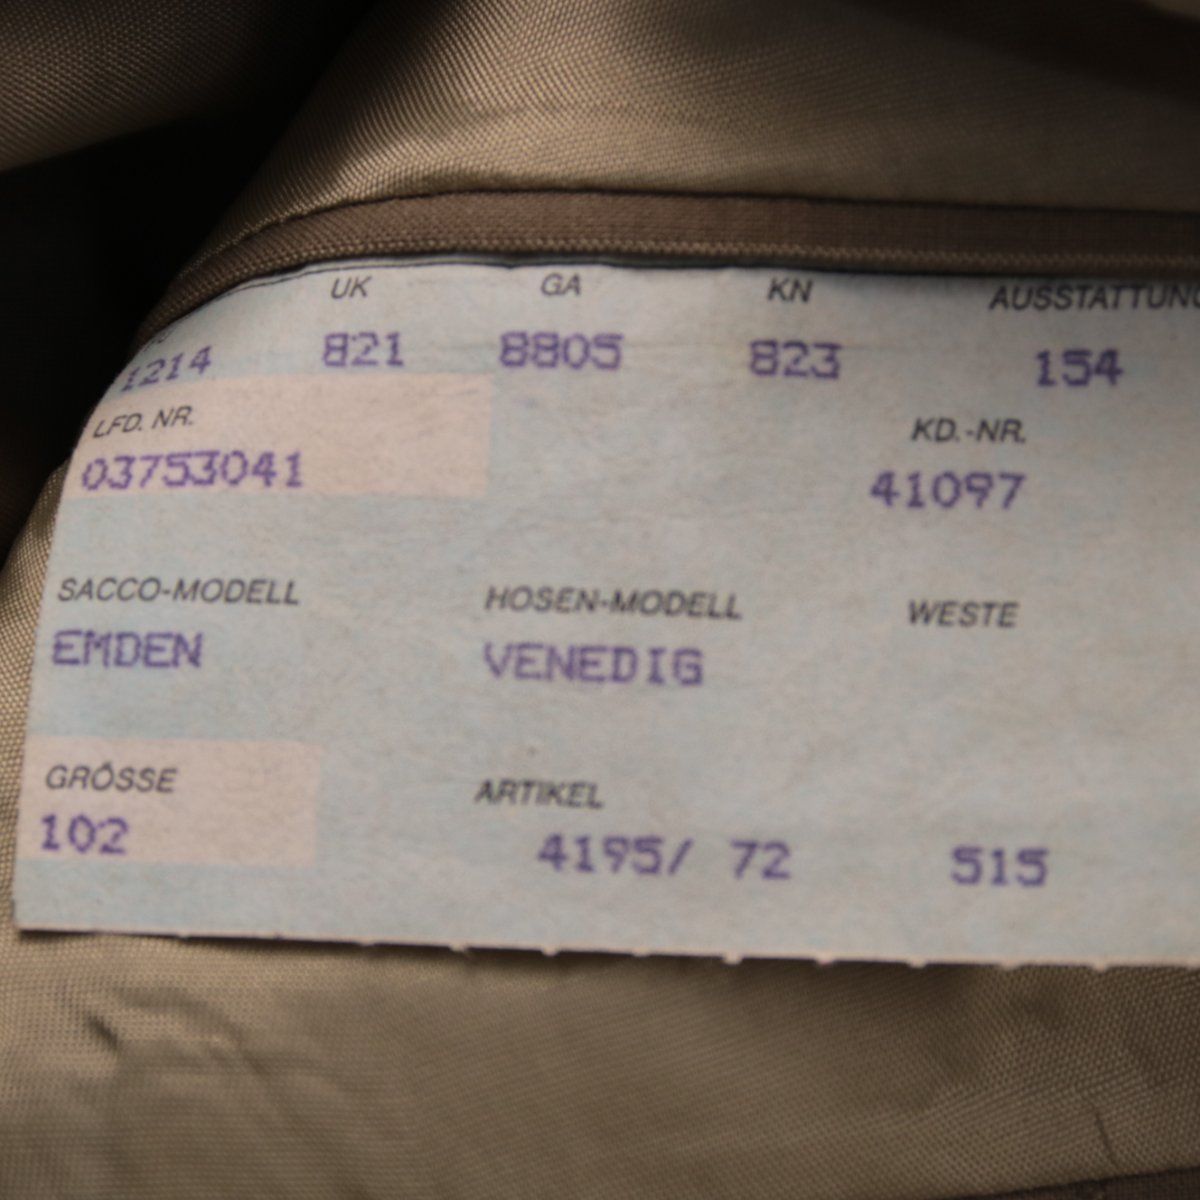 UK GA KN AUSSTATTUNG
1214 821 8805 823 154
LFD. NR. KD.-NR.
03753041 41097
SACCO-MODELL HOSEN-MODELL WESTE
EMDEN VENEDIG
GRÖSSE ARTIKEL
102 4195/ 72 515